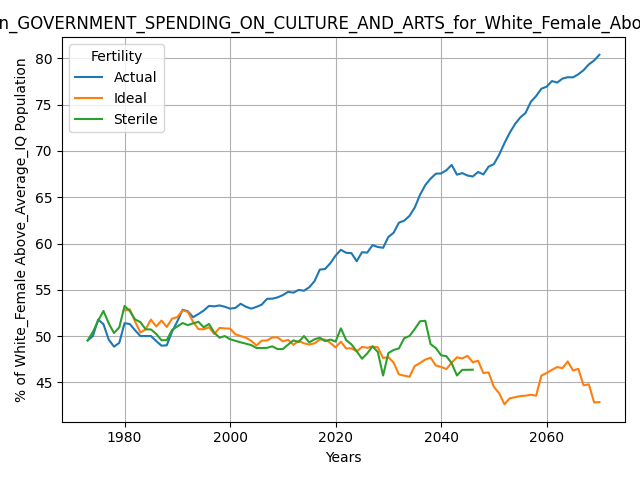 n_GOVERNMENT_SPENDING_ON_CULTURE_AND_ARTS_for_White_Female_Abo
% of White_Female Above_Average_IQ Population
80
75
70
65
60
55
50
45
Fertility
Actual
Ideal
Sterile
1980
2000
2020
2040
2060
Years